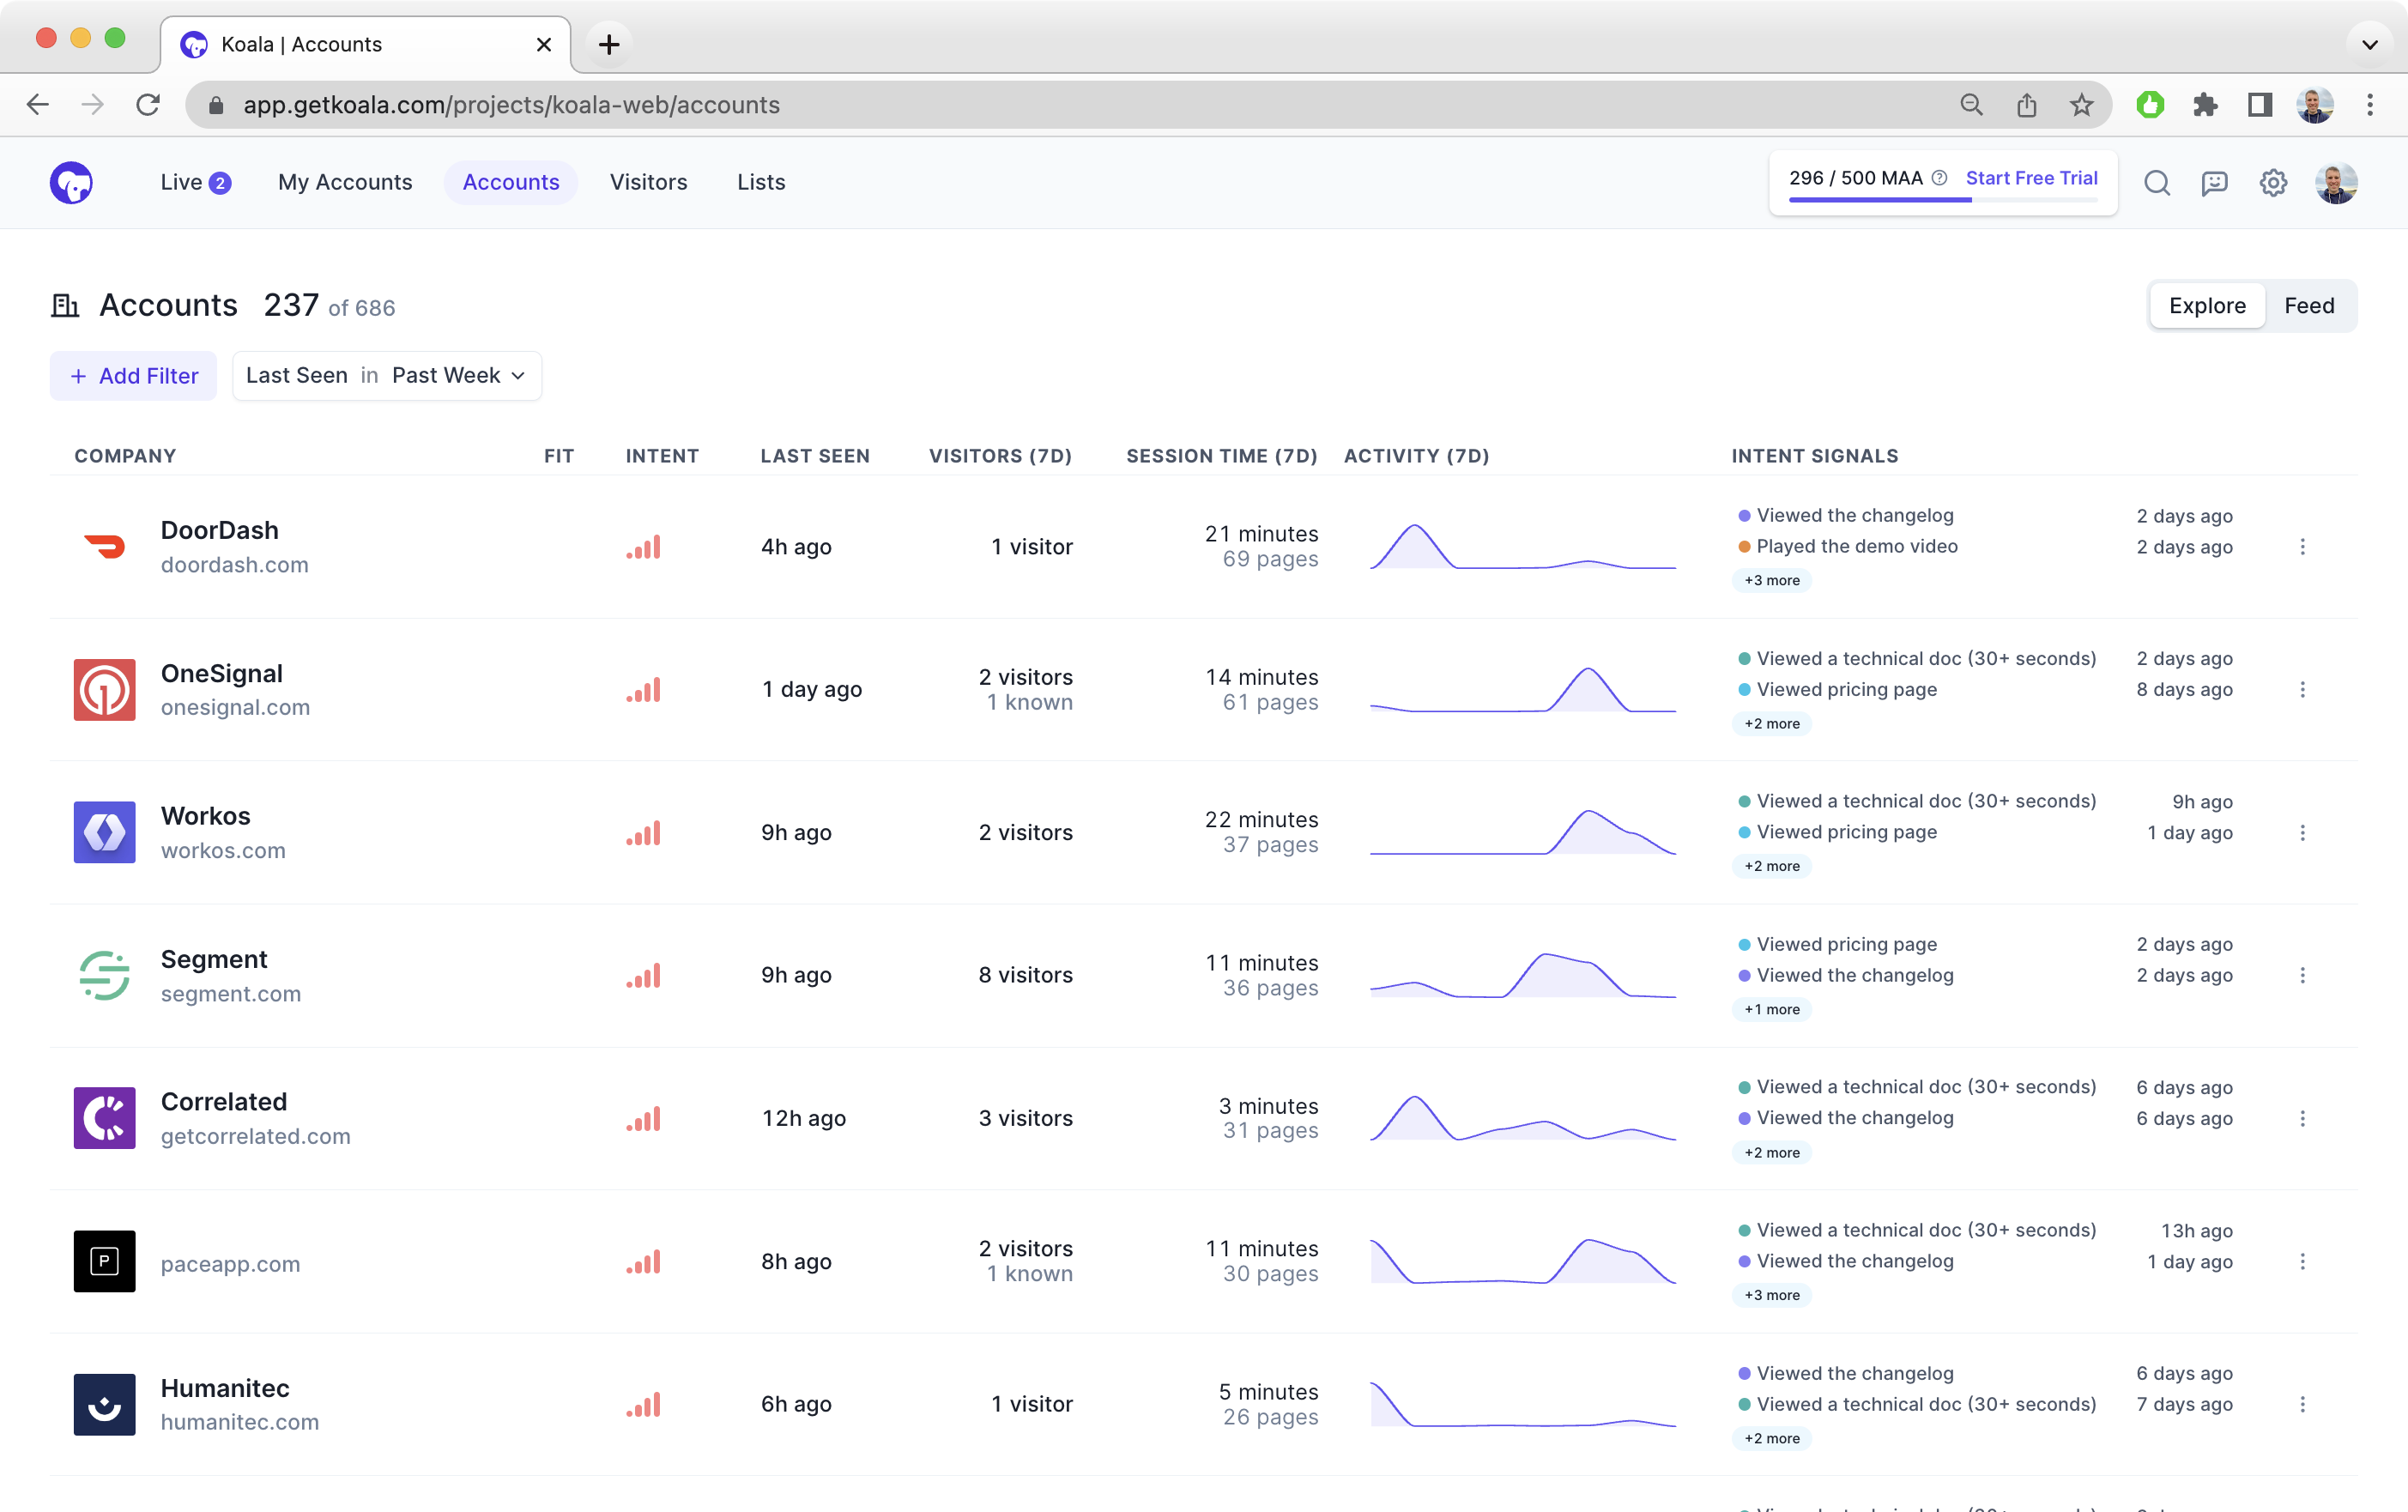 Koala | Accounts
app.getkoala.com/projects/koala-web/accounts
Live 2
My Accounts
Accounts
Visitors
Lists
296 / 500 MAA
Start Free Trial
Accounts 237 of 686
Explore
Feed
+ Add Filter
Last Seen in Past Week
COMPANY FIT INTENT LAST SEEN VISITORS (7D) SESSION TIME (7D) ACTIVITY (7D) INTENT SIGNALS
DoorDash
doordash.com
4h ago
1 visitor
21 minutes
69 pages
Viewed the changelog 2 days ago
Played the demo video 2 days ago
+3 more
OneSignal
onesignal.com
1 day ago
2 visitors
1 known
14 minutes
61 pages
Viewed a technical doc (30+ seconds) 2 days ago
Viewed pricing page 8 days ago
+2 more
Workos
workos.com
9h ago
2 visitors
22 minutes
37 pages
Viewed a technical doc (30+ seconds) 9h ago
Viewed pricing page 1 day ago
+2 more
Segment
segment.com
9h ago
8 visitors
11 minutes
36 pages
Viewed pricing page 2 days ago
Viewed the changelog 2 days ago
+1 more
Correlated
getcorrelated.com
12h ago
3 visitors
3 minutes
31 pages
Viewed a technical doc (30+ seconds) 6 days ago
Viewed the changelog 6 days ago
+2 more
P
paceapp.com
8h ago
2 visitors
1 known
11 minutes
30 pages
Viewed a technical doc (30+ seconds) 13h ago
Viewed the changelog 1 day ago
+3 more
Humanitec
humanitec.com
6h ago
1 visitor
5 minutes
26 pages
Viewed the changelog 6 days ago
Viewed a technical doc (30+ seconds) 7 days ago
+2 more